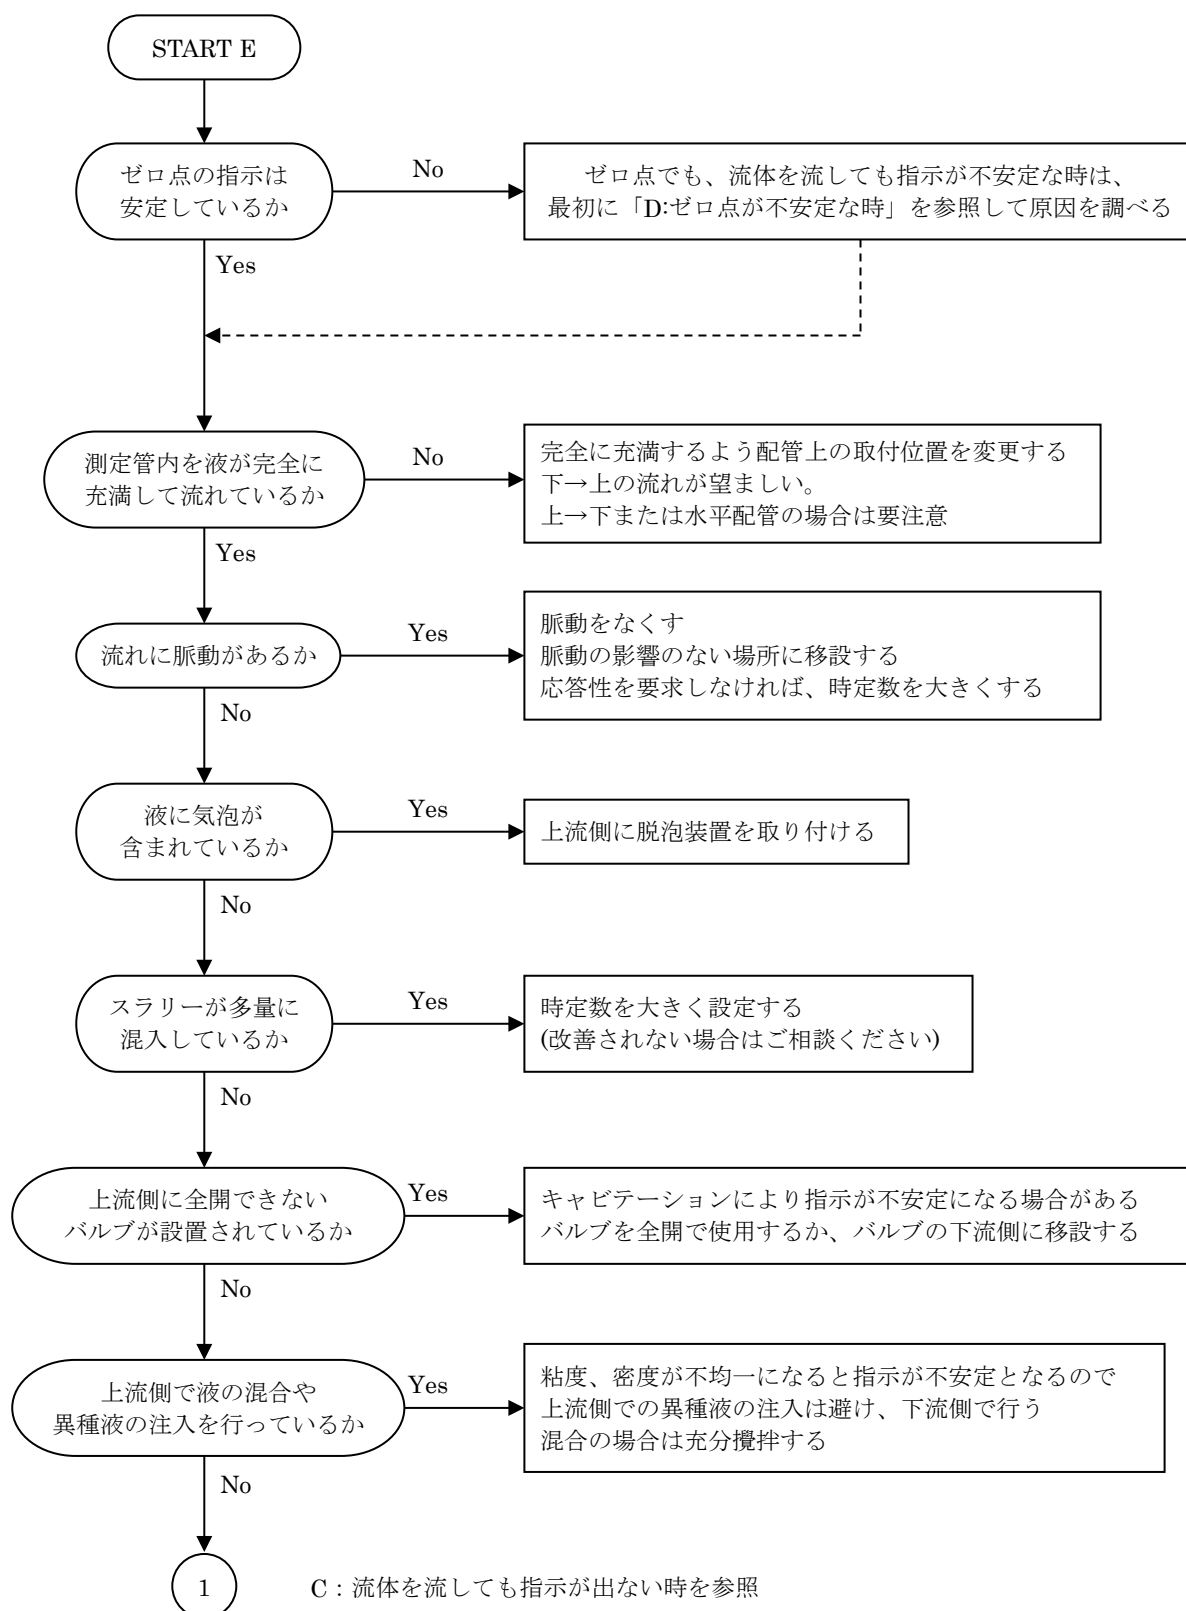 START E
ゼロ点の指示は
安定しているか
No
ゼロ点でも、流体を流しても指示が不安定な時は、
最初に「D:ゼロ点が不安定な時」を参照して原因を調べる
Yes
測定管内を液が完全に
充満して流れているか
No
完全に充満するよう配管上の取付位置を変更する
下→上の流れが望ましい。
上→下または水平配管の場合は要注意
Yes
流れに脈動があるか
Yes
脈動をなくす
脈動の影響のない場所に移設する
応答性を要求しなければ、時定数を大きくする
No
液に気泡が
含まれているか
Yes
上流側に脱泡装置を取り付ける
No
スラリーが多量に
混入しているか
Yes
時定数を大きく設定する
(改善されない場合はご相談ください)
No
上流側に全開できない
バルブが設置されているか
Yes
キャビテーションにより指示が不安定になる場合がある
バルブを全開で使用するか、バルブの下流側に移設する
No
上流側で液の混合や
異種液の注入を行っているか
Yes
粘度、密度が不均一になると指示が不安定となるので
上流側での異種液の注入は避け、下流側で行う
混合の場合は充分攪拌する
No
1
C：流体を流しても指示が出ない時を参照